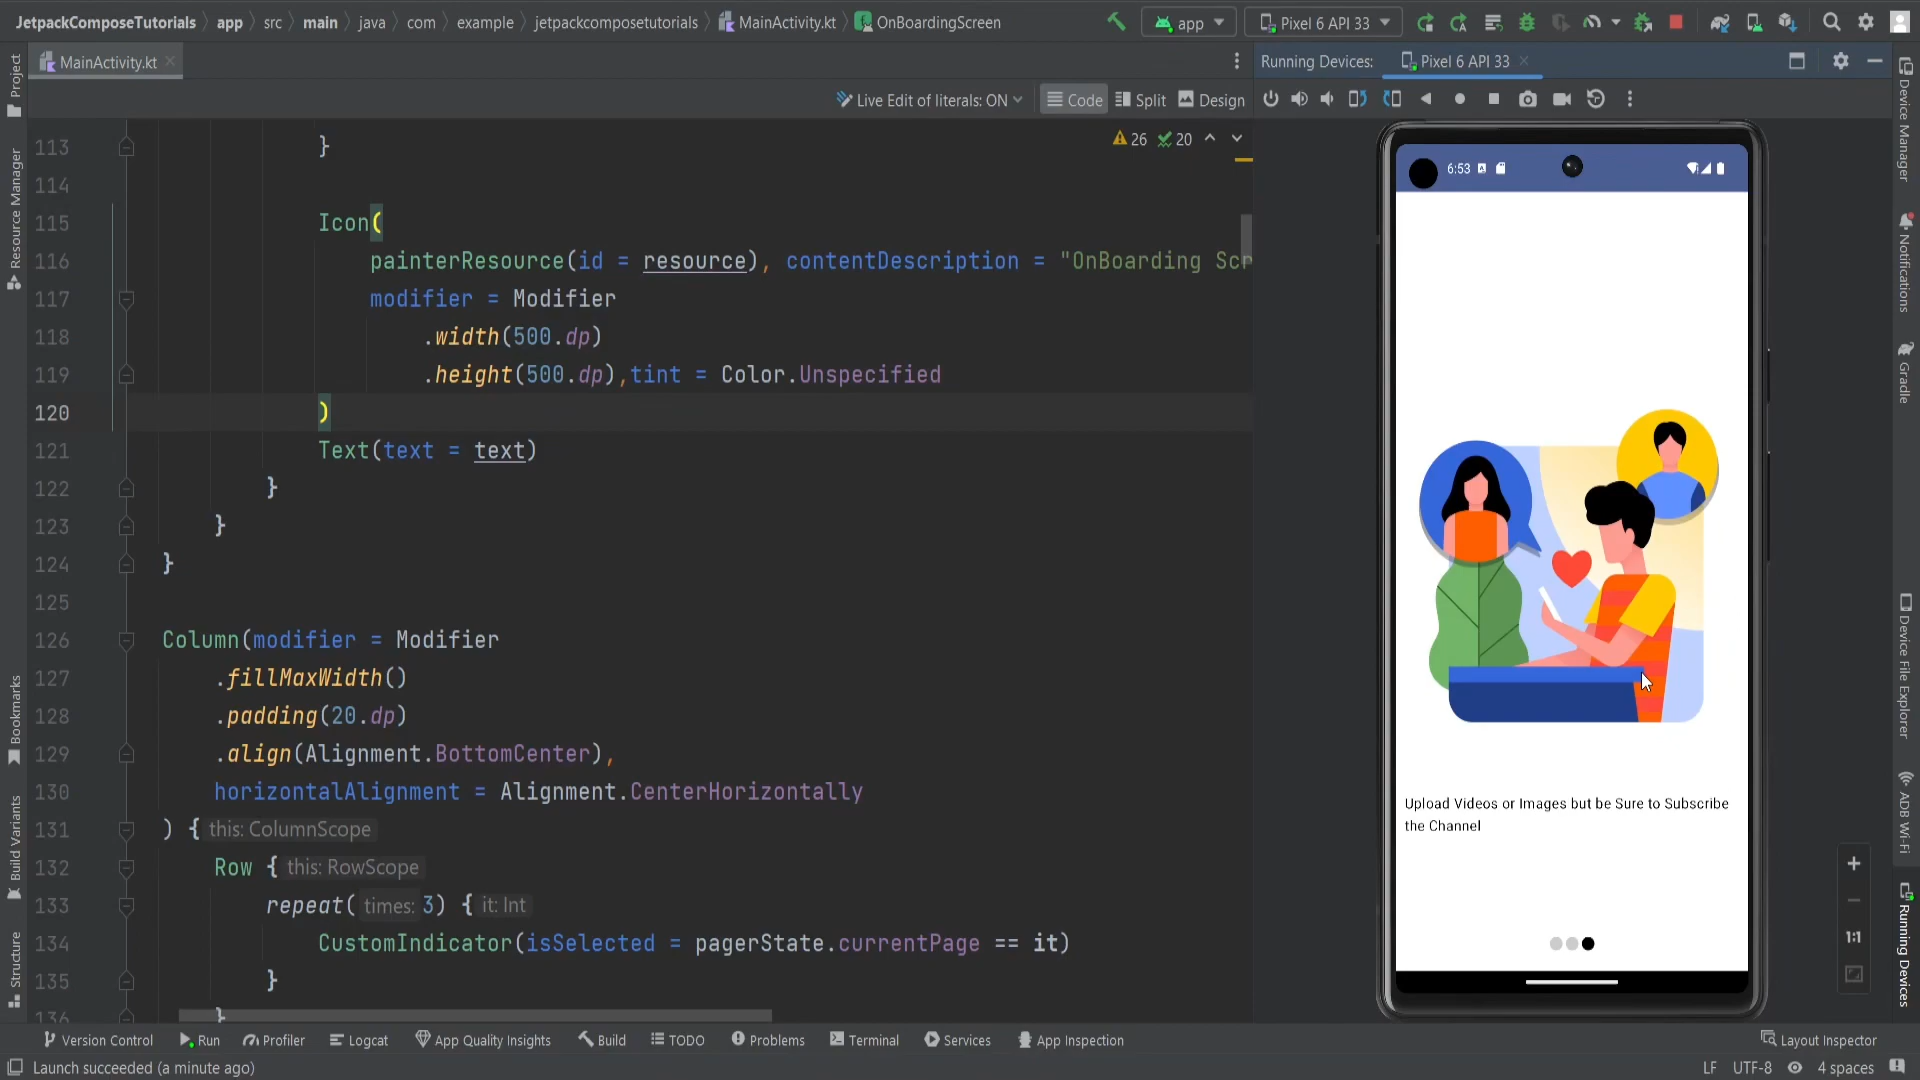 JetpackComposeTutorials app src main java com example jetpackcomposetutorials MainActivity.kt OnBoardingScreen app Pixel 6 API 33
MainActivity.kt
Running Devices: Pixel 6 API 33
Live Edit of literals: ON Code Split Design
26 20
113 }
114
115 Icon(
116 painterResource(id = resource), contentDescription = "OnBoarding Scr
117 modifier = Modifier
118 .width(500.dp)
119 .height(500.dp),tint = Color.Unspecified
120 )
121 Text(text = text)
122 }
123 }
124 }
125
126 Column(modifier = Modifier
127 .fillMaxWidth()
128 .padding(20.dp)
129 .align(Alignment.BottomCenter),
130 horizontalAlignment = Alignment.CenterHorizontally
131 ) { this: ColumnScope
132 Row { this: RowScope
133 repeat( times: 3) { it: Int
134 CustomIndicator(isSelected = pagerState.currentPage == it)
135 }
136 }
6:53
Upload Videos or Images but be Sure to Subscribe
the Channel
1:1
Project
Resource Manager
Bookmarks
Build Variants
Structure
Device Manager
Notifications
Gradle
Device File Explorer
ADB Wi-Fi
Running Devices
Version Control Run Profiler Logcat App Quality Insights Build TODO Problems Terminal Services App Inspection Layout Inspector
Launch succeeded (a minute ago) LF UTF-8 4 spaces